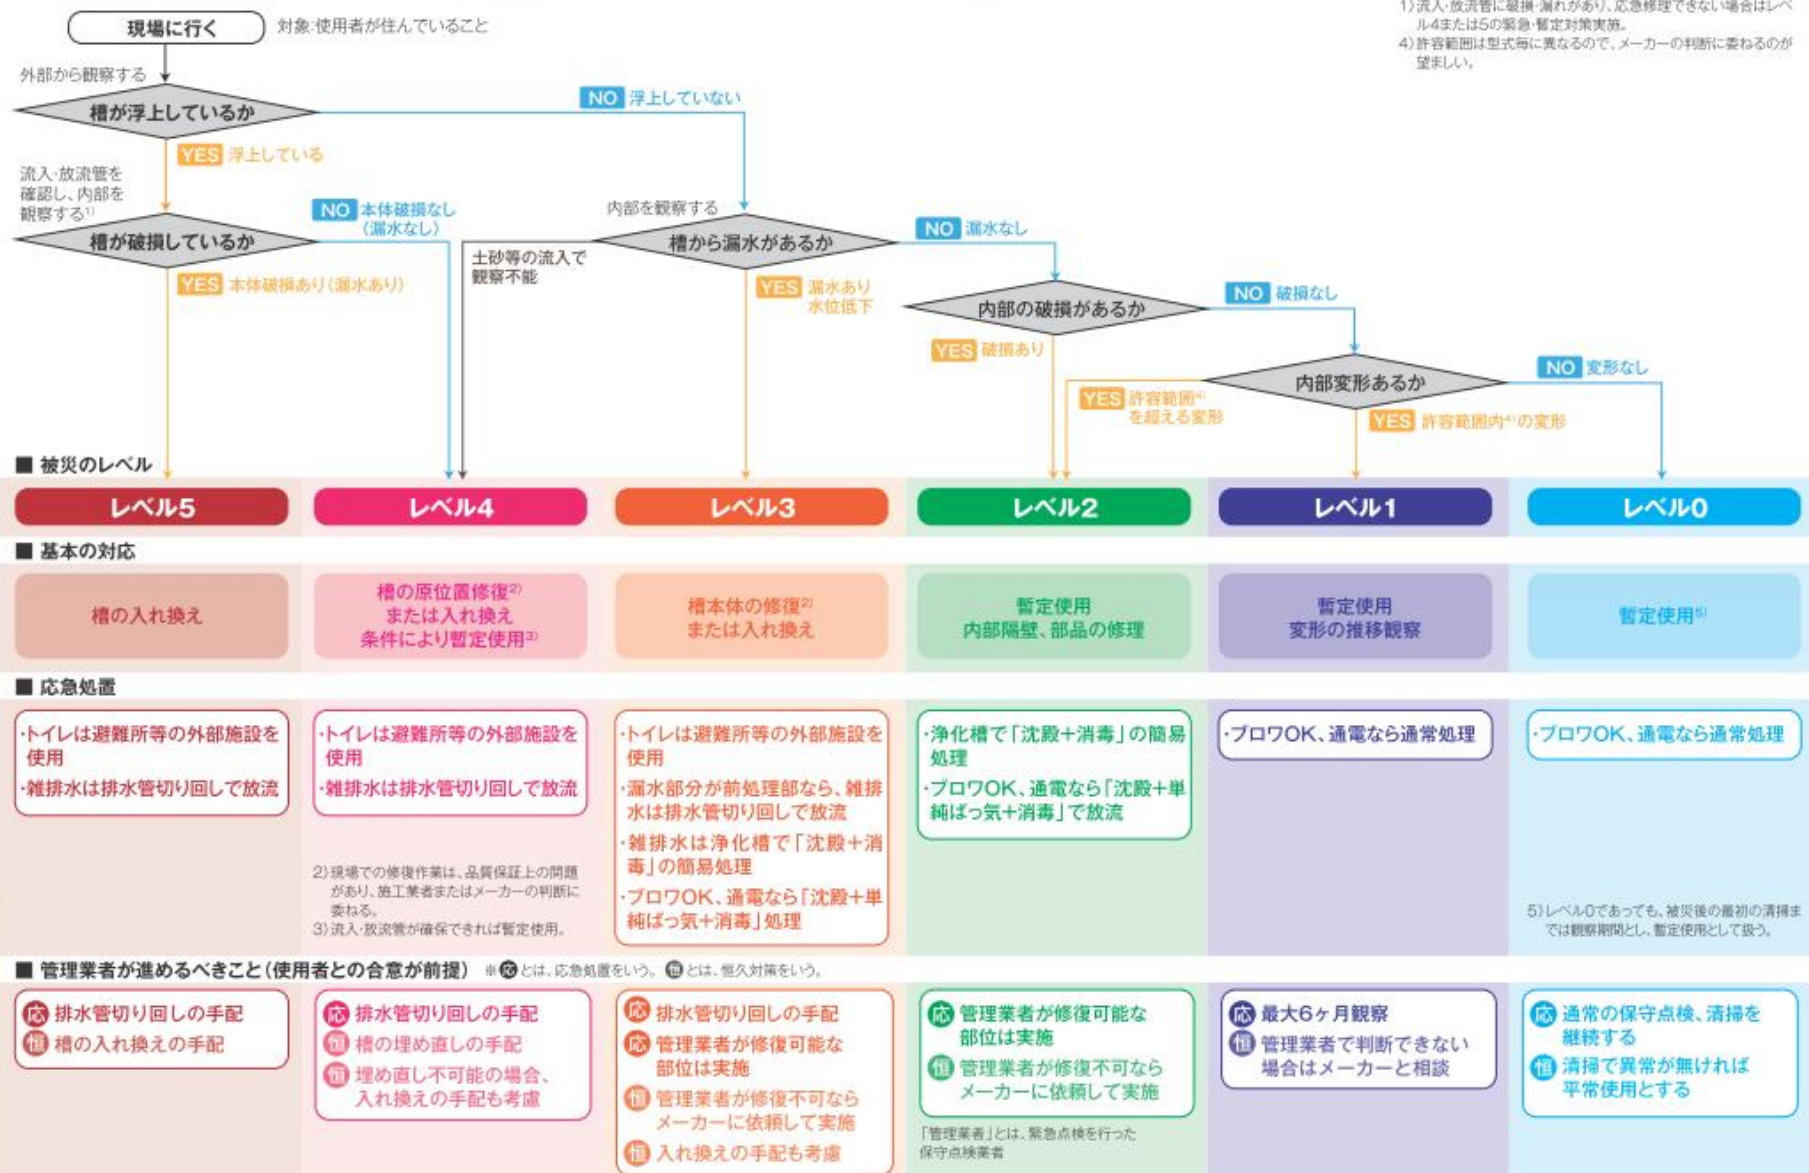 現場に行く
対象:使用者が住んでいること
1)流入・放流管に破損・漏れがあり、応急修理できない場合はレベ
ル4または5の緊急・暫定対策実施。
4)許容範囲は型式毎に異なるので、メーカーの判断に委ねるのが
望ましい。
外部から観察する
槽が浮上しているか
NO 浮上していない
YES 浮上している
流入・放流管を
確認し、内部を
観察する1)
槽が破損しているか
NO 本体破損なし
(漏水なし)
YES 本体破損あり(漏水あり)
内部を観察する
槽から漏水があるか
土砂等の流入で
観察不能
YES 漏水あり
水位低下
NO 漏水なし
内部の破損があるか
YES 破損あり
NO 破損なし
内部変形あるか
YES 許容範囲4)
を超える変形
YES 許容範囲内4)の変形
NO 変形なし
■ 被災のレベル
レベル5
レベル4
レベル3
レベル2
レベル1
レベル0
■ 基本の対応
槽の入れ換え
槽の原位置修復2)
または入れ換え
条件により暫定使用3)
槽本体の修復2)
または入れ換え
暫定使用
内部隔壁、部品の修理
暫定使用
変形の推移観察
暫定使用5)
■ 応急処置
・トイレは避難所等の外部施設を
使用
・雑排水は排水管切り回しで放流
・トイレは避難所等の外部施設を
使用
・雑排水は排水管切り回しで放流
2)現場での修復作業は、品質保証上の問題
があり、施工業者またはメーカーの判断に
委ねる。
3)流入・放流管が確保できれば暫定使用。
・トイレは避難所等の外部施設を
使用
・漏水部分が前処理部なら、雑排
水は排水管切り回しで放流
・雑排水は浄化槽で「沈殿+消
毒」の簡易処理
・ブロワOK、通電なら「沈殿+単
純ばっ気+消毒」処理
・浄化槽で「沈殿+消毒」の簡易
処理
・ブロワOK、通電なら「沈殿+単
純ばっ気+消毒」で放流
・ブロワOK、通電なら通常処理
・ブロワOK、通電なら通常処理
5)レベル0であっても、被災後の最初の清掃ま
では観察期間とし、暫定使用として扱う。
■ 管理業者が進めるべきこと(使用者との合意が前提) ※応とは、応急処置をいう。恒とは、恒久対策をいう。
応 排水管切り回しの手配
恒 槽の入れ換えの手配
応 排水管切り回しの手配
恒 槽の埋め直しの手配
恒 埋め直し不可能の場合、
入れ換えの手配も考慮
応 排水管切り回しの手配
応 管理業者が修復可能な
部位は実施
恒 管理業者が修復不可なら
メーカーに依頼して実施
恒 入れ換えの手配も考慮
応 管理業者が修復可能な
部位は実施
恒 管理業者が修復不可なら
メーカーに依頼して実施
「管理業者」とは、緊急点検を行った
保守点検業者
応 最大6ヶ月観察
恒 管理業者で判断できない
場合はメーカーと相談
応 通常の保守点検、清掃を
継続する
恒 清掃で異常が無ければ
平常使用とする